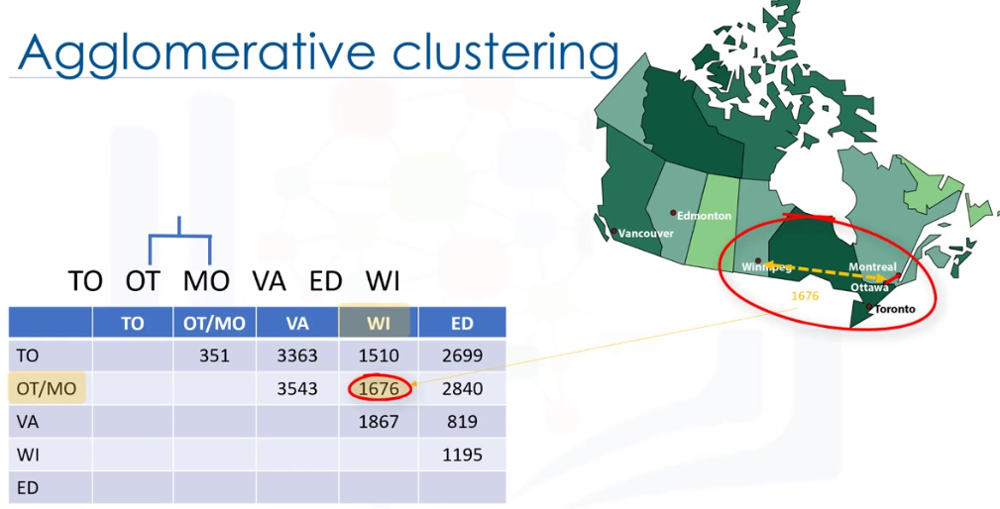 Agglomerative clustering
TO OT MO VA ED WI
TO OT/MO VA WI ED
TO 351 3363 1510 2699
OT/MO 3543 1676 2840
VA 1867 819
WI 1195
ED
Edmonton
Vancouver
Winnipeg
Montreal
Ottawa
1676
Toronto